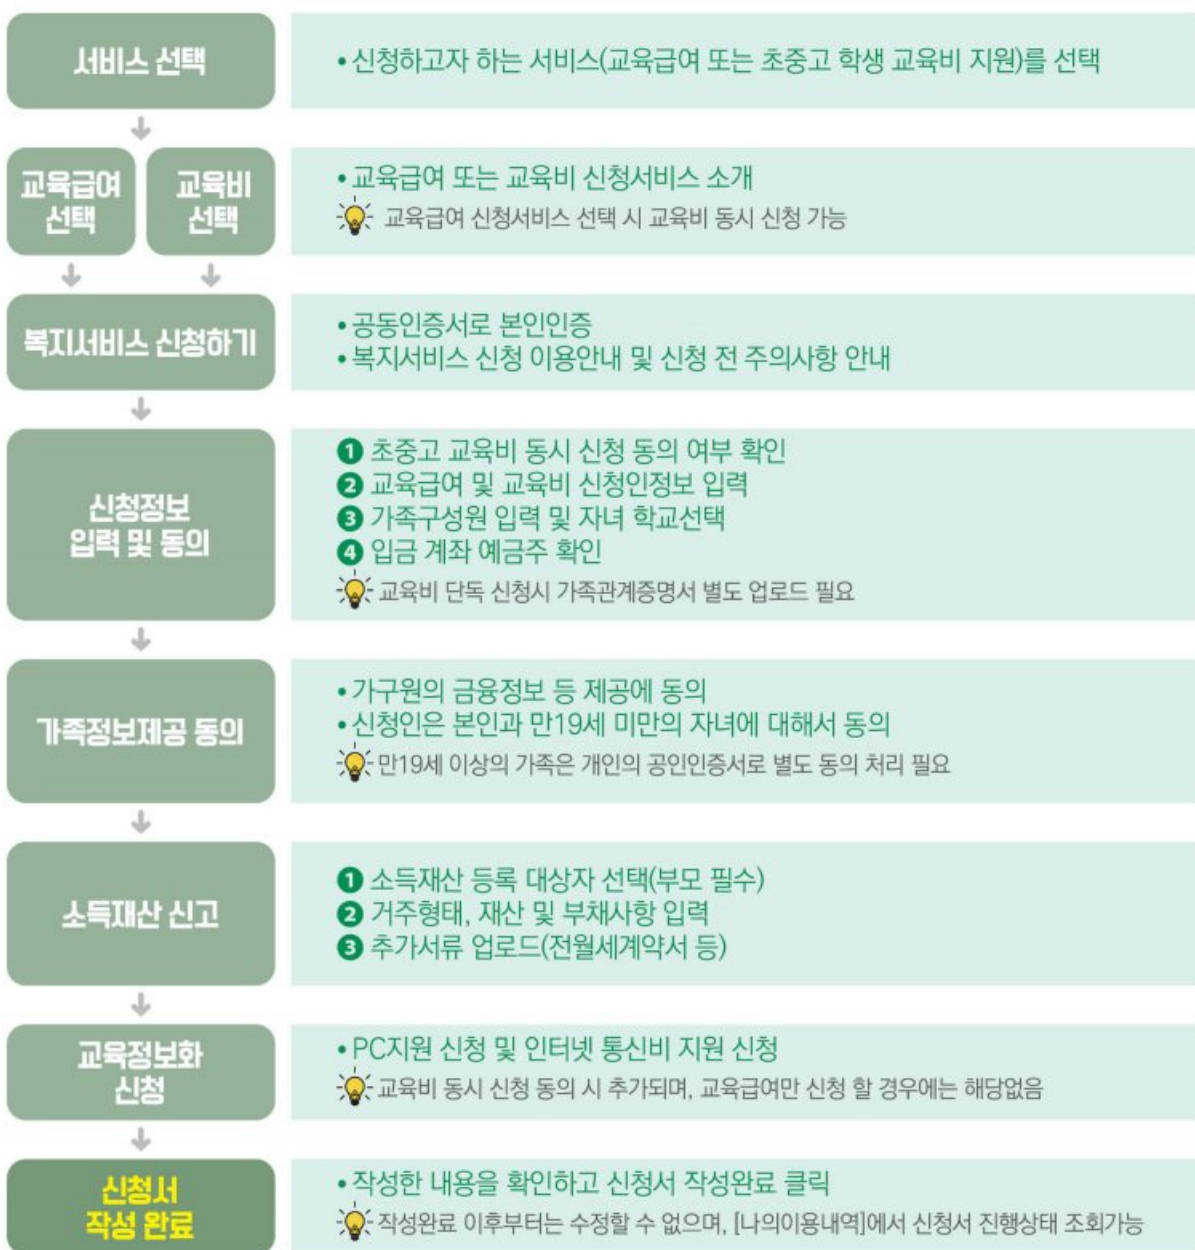 서비스 선택
• 신청하고자 하는 서비스(교육급여 또는 초중고 학생 교육비 지원)를 선택
교육급여 선택
교육비 선택
• 교육급여 또는 교육비 신청서비스 소개
교육급여 신청서비스 선택 시 교육비 동시 신청 가능
복지서비스 신청하기
• 공동인증서로 본인인증
• 복지서비스 신청 이용안내 및 신청 전 주의사항 안내
신청정보
입력 및 동의
❶ 초중고 교육비 동시 신청 동의 여부 확인
❷ 교육급여 및 교육비 신청인정보 입력
❸ 가족구성원 입력 및 자녀 학교선택
❹ 입금 계좌 예금주 확인
교육비 단독 신청시 가족관계증명서 별도 업로드 필요
가족정보제공 동의
• 가구원의 금융정보 등 제공에 동의
• 신청인은 본인과 만19세 미만의 자녀에 대해서 동의
만19세 이상의 가족은 개인의 공인인증서로 별도 동의 처리 필요
소득재산 신고
❶ 소득재산 등록 대상자 선택(부모 필수)
❷ 거주형태, 재산 및 부채사항 입력
❸ 추가서류 업로드(전월세계약서 등)
교육정보화
신청
• PC지원 신청 및 인터넷 통신비 지원 신청
교육비 동시 신청 동의 시 추가되며, 교육급여만 신청 할 경우에는 해당없음
신청서
작성 완료
• 작성한 내용을 확인하고 신청서 작성완료 클릭
작성완료 이후부터는 수정할 수 없으며, [나의이용내역]에서 신청서 진행상태 조회가능